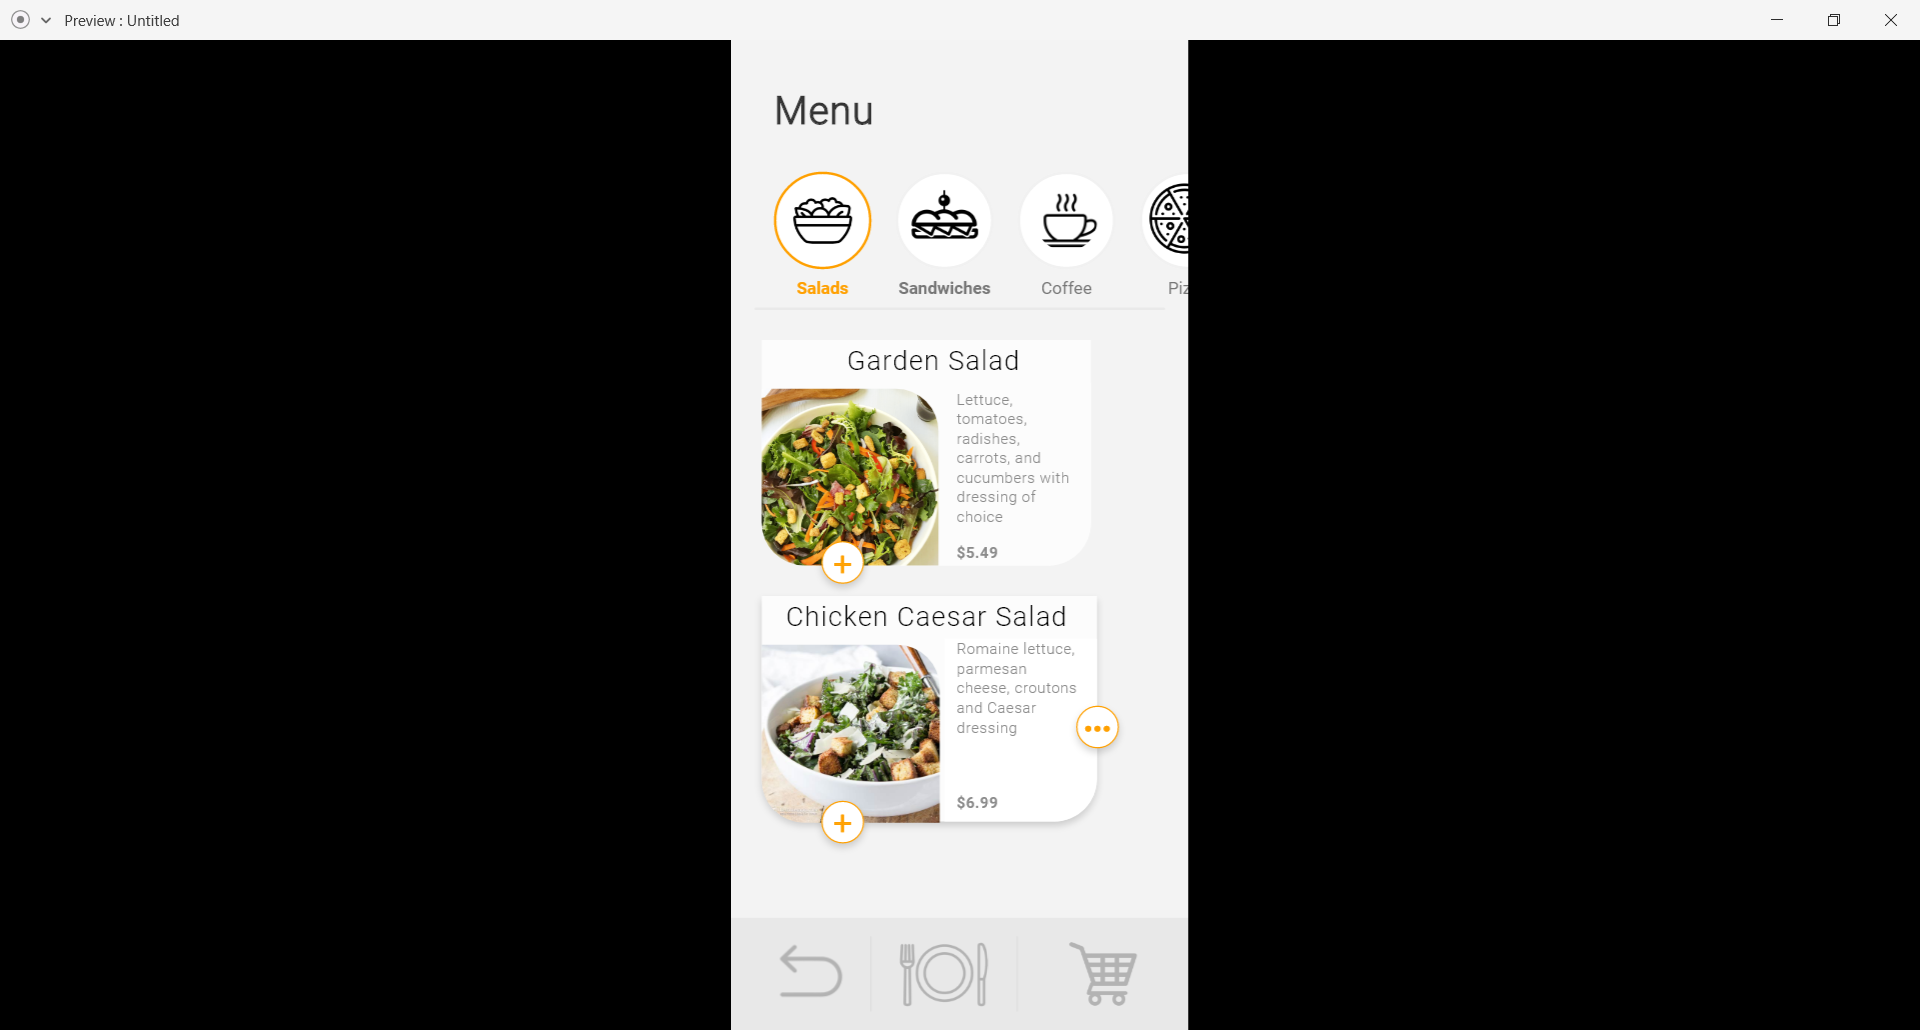 Preview : Untitled
Menu
Salads
Sandwiches
Coffee
Piz
Garden Salad
Lettuce,
tomatoes,
radishes,
carrots, and
cucumbers with
dressing of
choice
$5.49
Chicken Caesar Salad
Romaine lettuce,
parmesan
cheese, croutons
and Caesar
dressing
$6.99